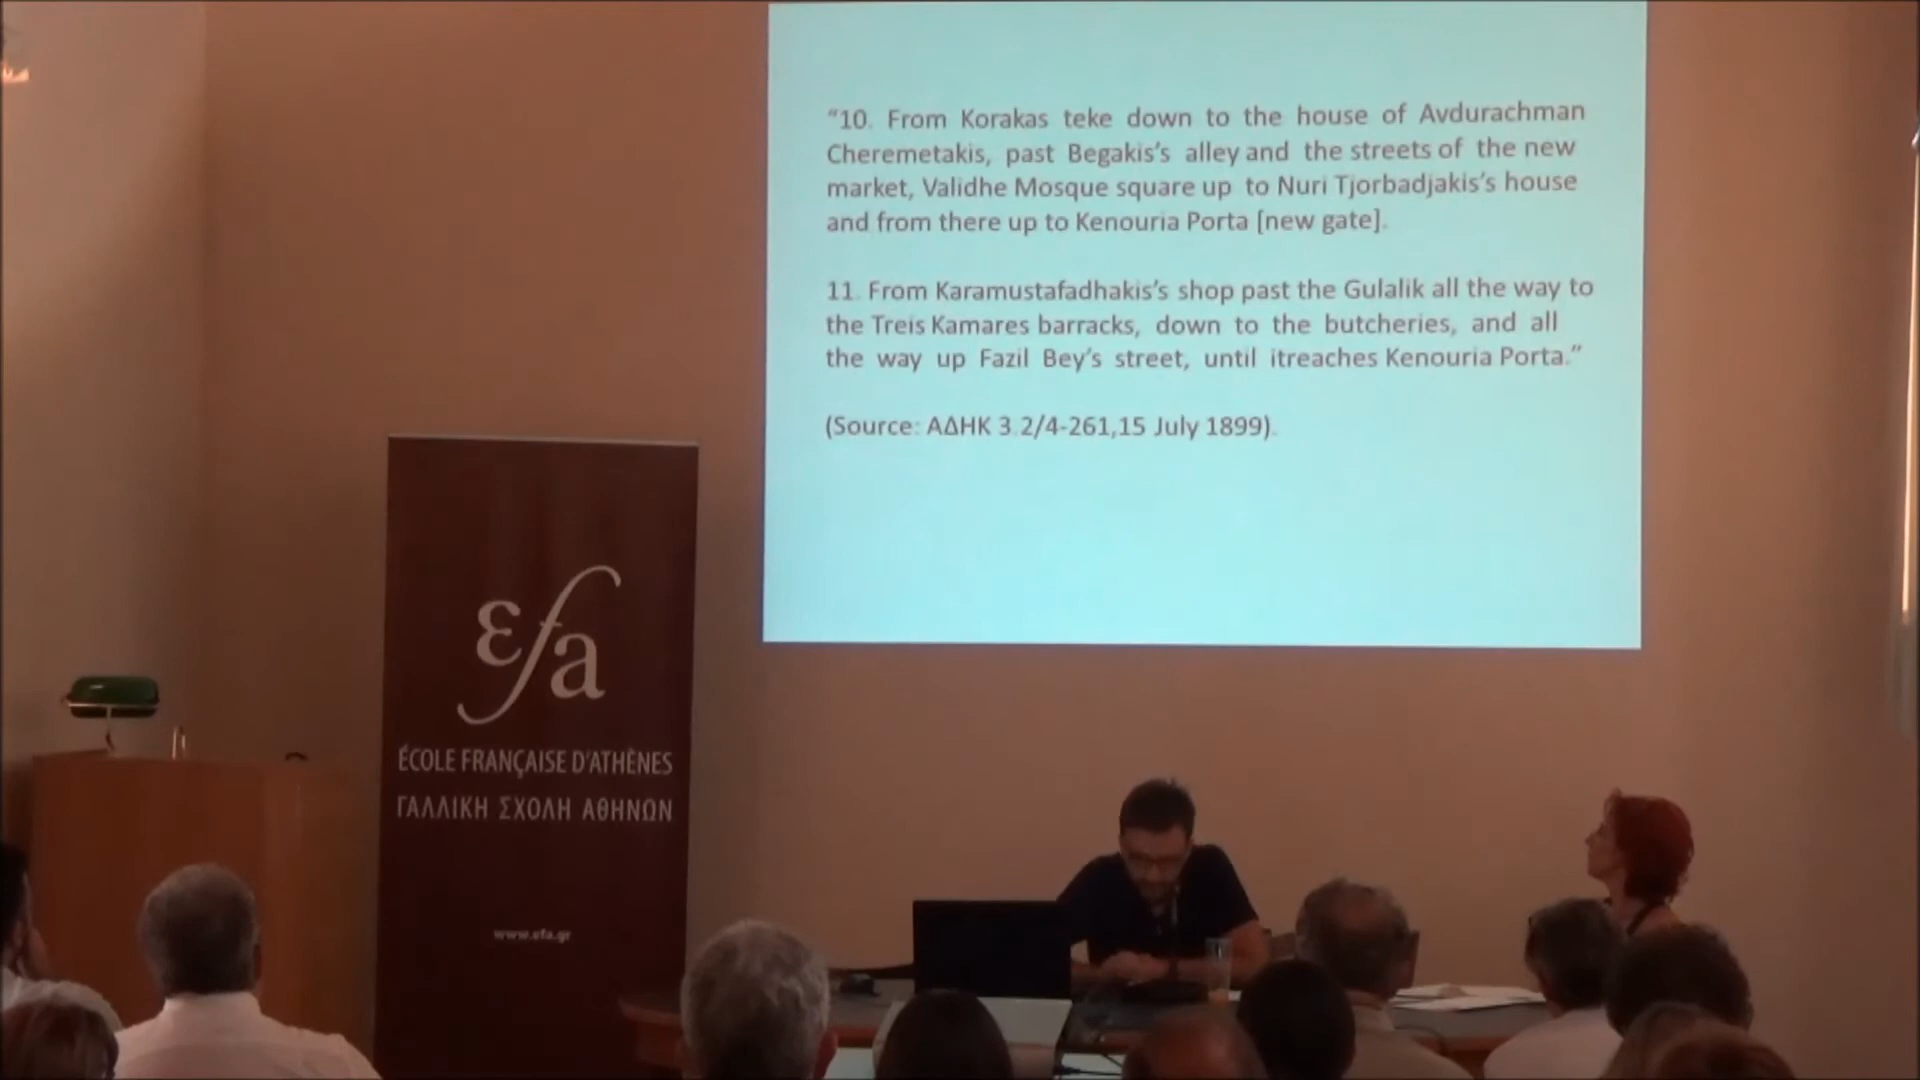 “10. From Korakas teke down to the house of Avdurachman
Cheremetakis, past Begakis’s alley and the streets of the new
market, Validhe Mosque square up to Nuri Tjorbadjakis’s house
and from there up to Kenouria Porta [new gate].
11. From Karamustafadhakis’s shop past the Gulalik all the way to
the Treis Kamares barracks, down to the butcheries, and all
the way up Fazil Bey’s street, until itreaches Kenouria Porta.”
(Source: ΑΔΗΚ 3.2/4-261,15 July 1899).
εfa
ÉCOLE FRANÇAISE D’ATHÈNES
ΓΑΛΛΙΚΗ ΣΧΟΛΗ ΑΘΗΝΩΝ
www.efa.gr